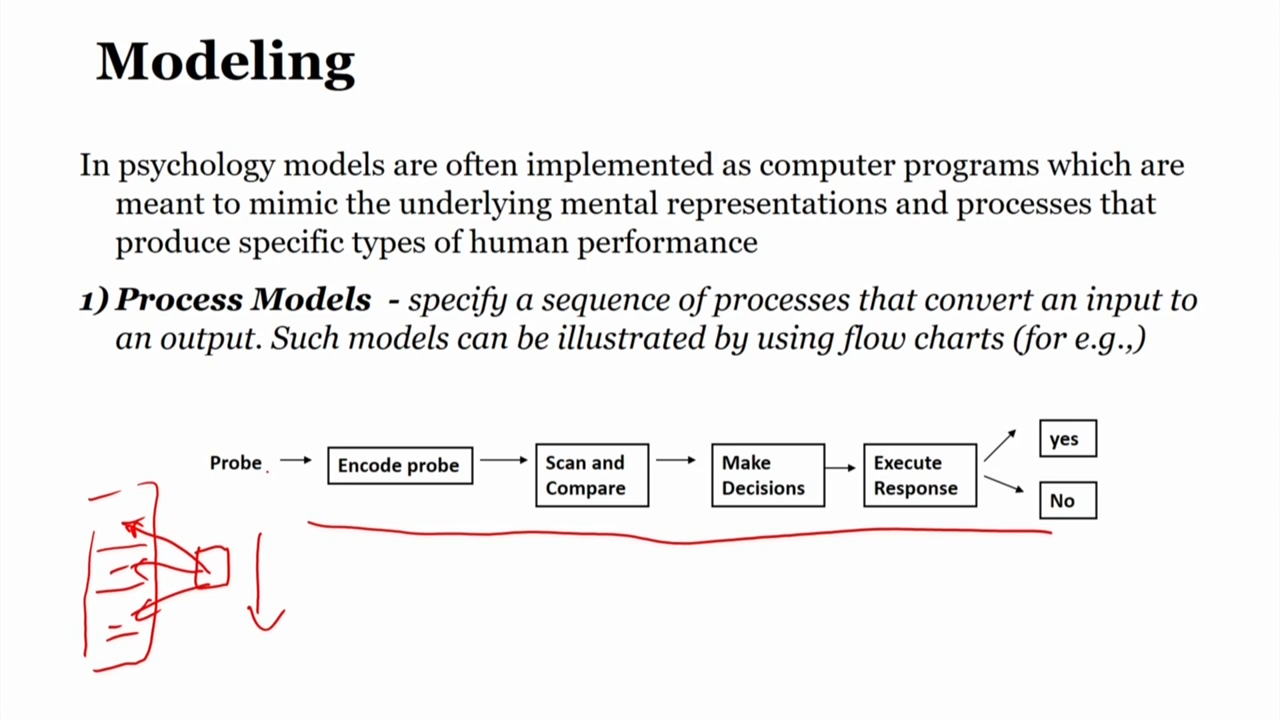 Modeling
In psychology models are often implemented as computer programs which are
meant to mimic the underlying mental representations and processes that
produce specific types of human performance
1) Process Models - specify a sequence of processes that convert an input to
an output. Such models can be illustrated by using flow charts (for e.g.,)
Probe
Encode probe
Scan and
Compare
Make
Decisions
Execute
Response
yes
No